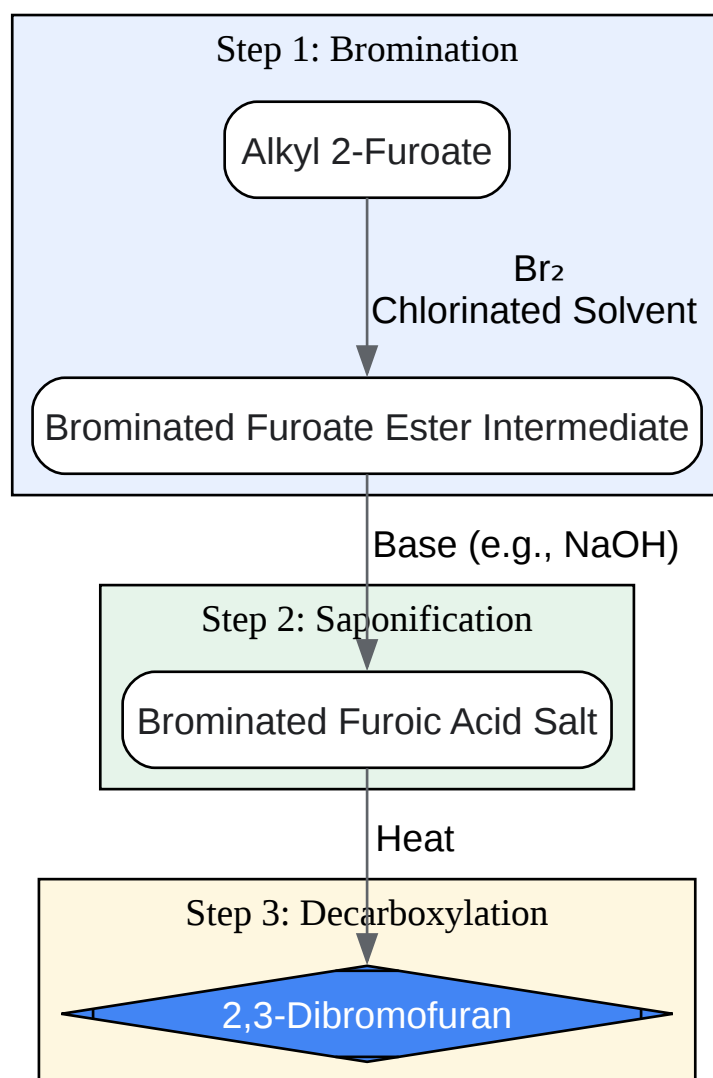 Step 1: Bromination
Alkyl 2-Furoate
Br₂
Chlorinated Solvent
Brominated Furoate Ester Intermediate
Base (e.g., NaOH)
Step 2: Saponification
Brominated Furoic Acid Salt
Heat
Step 3: Decarboxylation
2,3-Dibromofuran